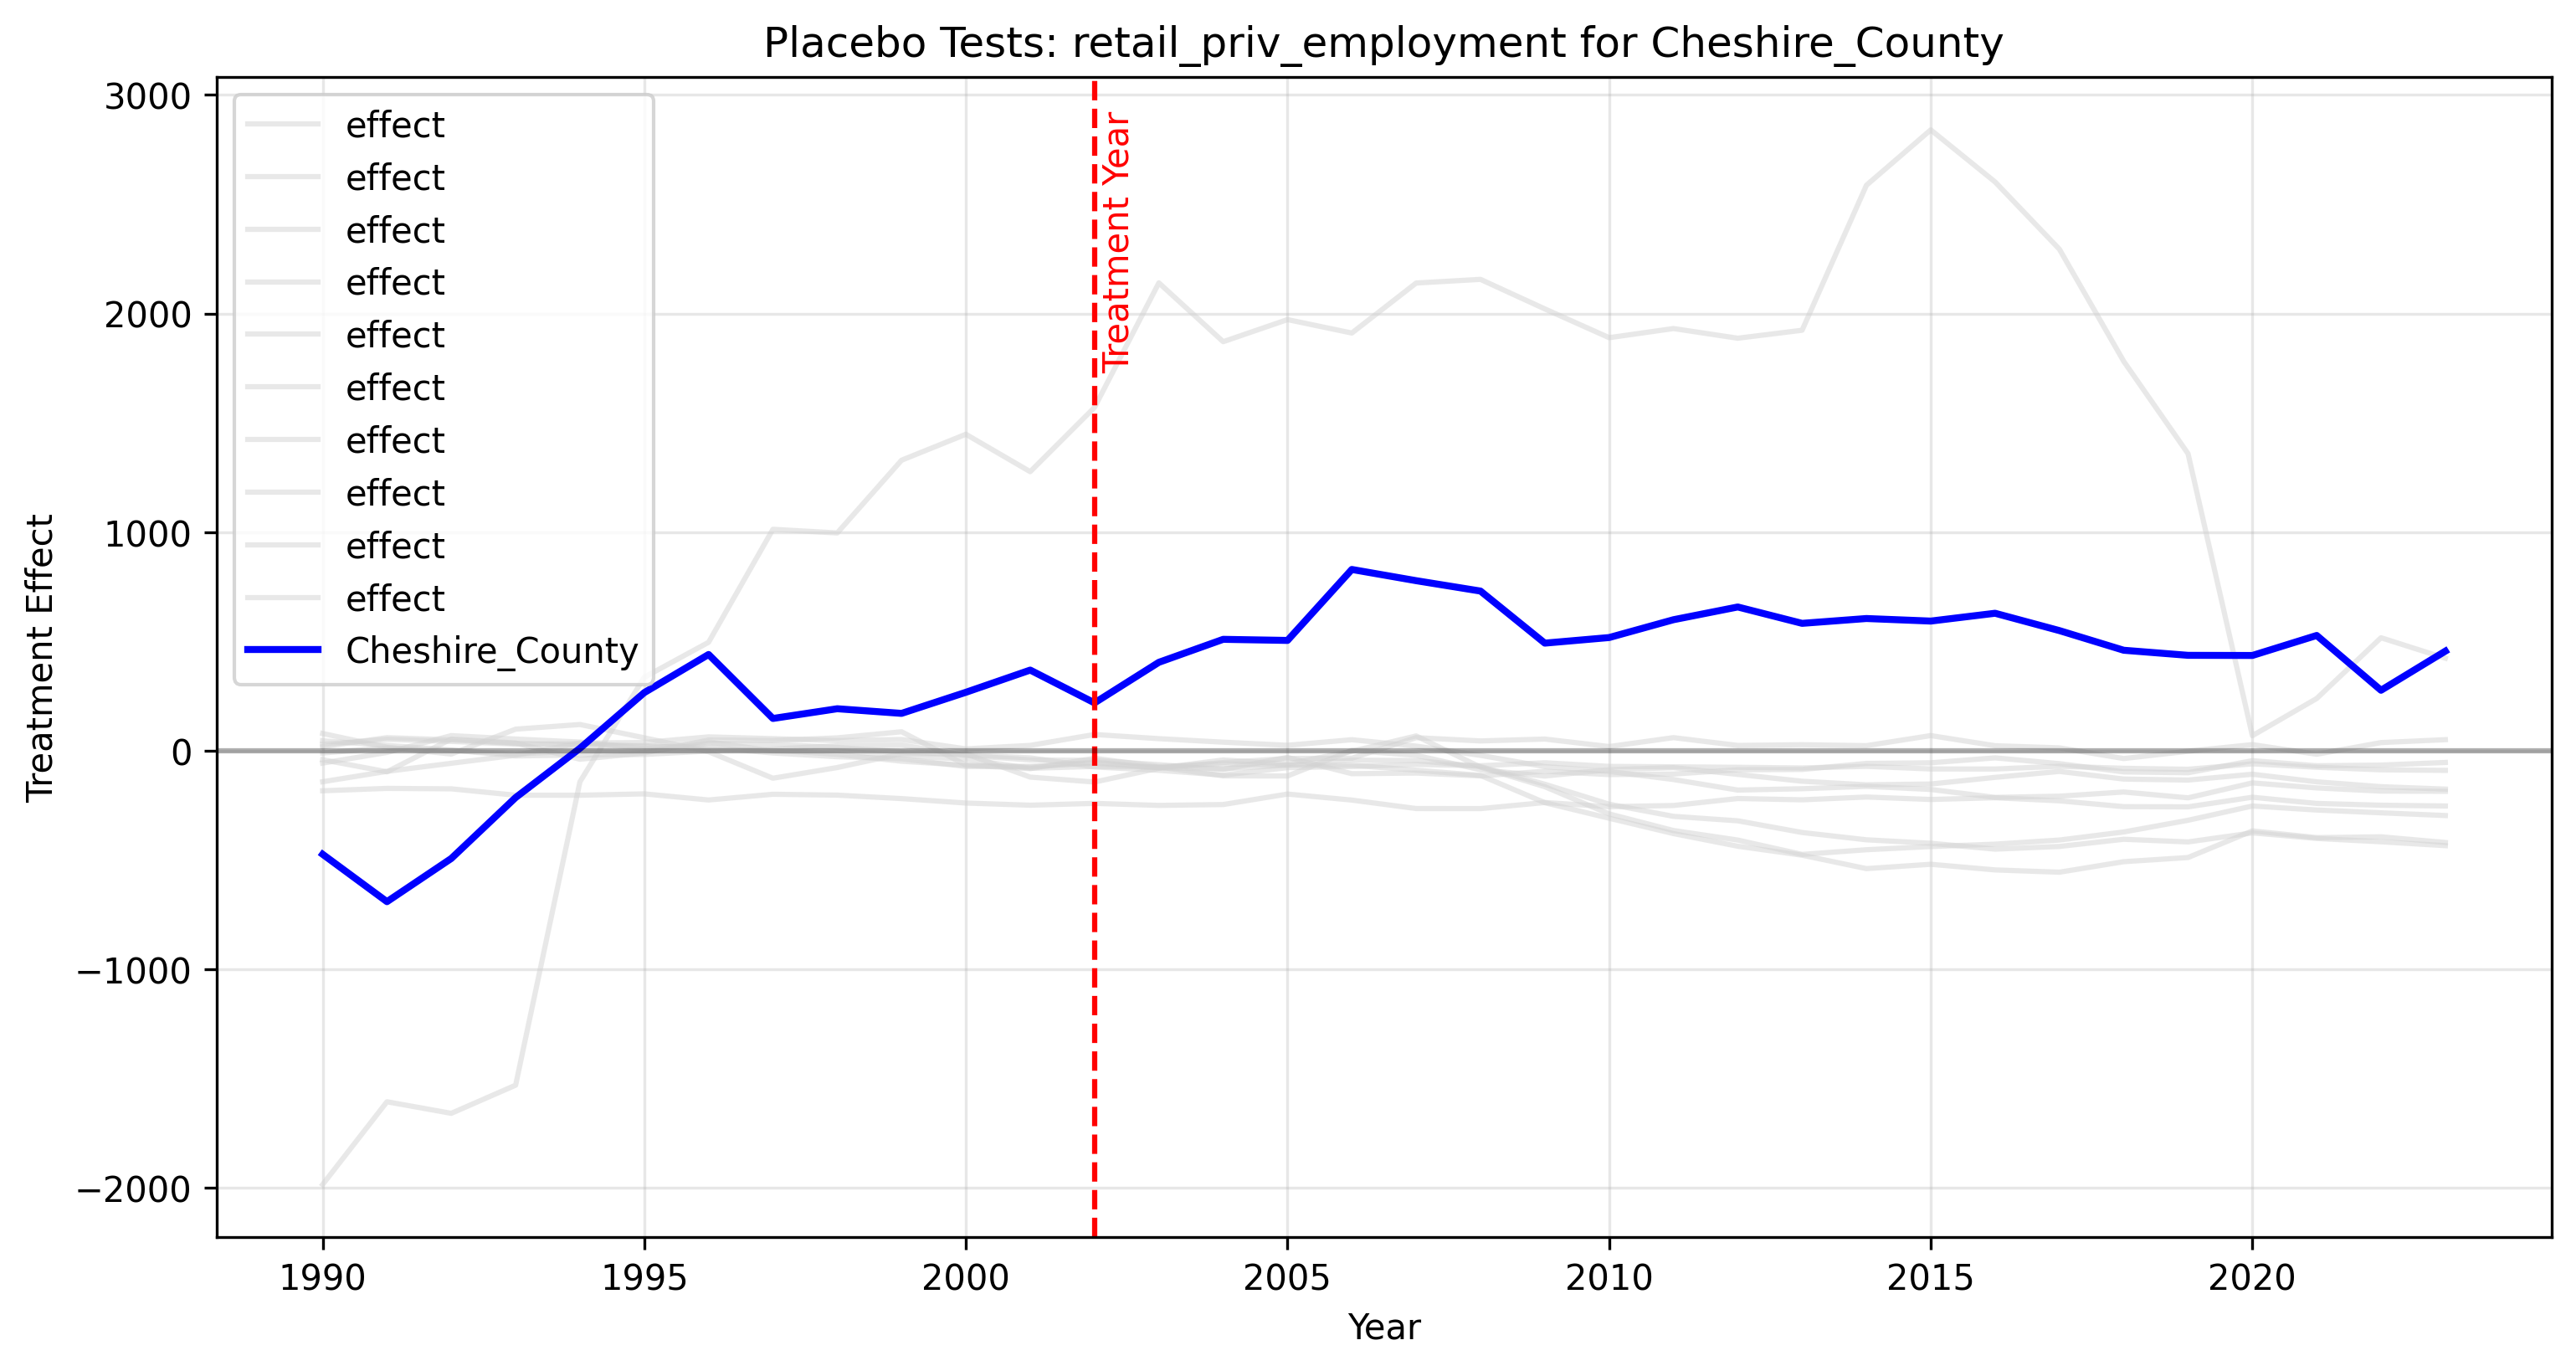 Placebo Tests: retail_priv_employment for Cheshire_County
3000
2000
1000
0
−1000
−2000
Treatment Effect
effect
effect
effect
effect
effect
effect
effect
effect
effect
effect
Cheshire_County
Treatment Year
1990
1995
2000
2005
2010
2015
2020
Year